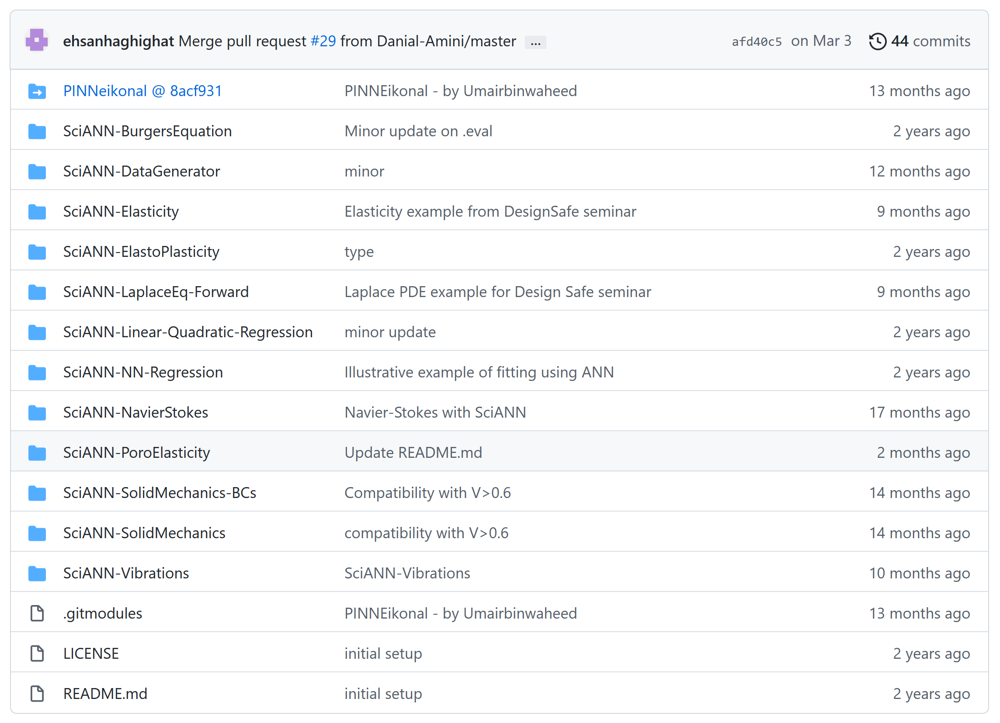 ehsanhaghighat Merge pull request #29 from Danial-Amini/master ... afd40c5 on Mar 3 44 commits
PINNeikonal @ 8acf931 PINNEikonal - by Umairbinwaheed 13 months ago
SciANN-BurgersEquation Minor update on .eval 2 years ago
SciANN-DataGenerator minor 12 months ago
SciANN-Elasticity Elasticity example from DesignSafe seminar 9 months ago
SciANN-ElastoPlasticity type 2 years ago
SciANN-LaplaceEq-Forward Laplace PDE example for Design Safe seminar 9 months ago
SciANN-Linear-Quadratic-Regression minor update 2 years ago
SciANN-NN-Regression Illustrative example of fitting using ANN 2 years ago
SciANN-NavierStokes Navier-Stokes with SciANN 17 months ago
SciANN-PoroElasticity Update README.md 2 months ago
SciANN-SolidMechanics-BCs Compatibility with V>0.6 14 months ago
SciANN-SolidMechanics compatibility with V>0.6 14 months ago
SciANN-Vibrations SciANN-Vibrations 10 months ago
.gitmodules PINNEikonal - by Umairbinwaheed 13 months ago
LICENSE initial setup 2 years ago
README.md initial setup 2 years ago